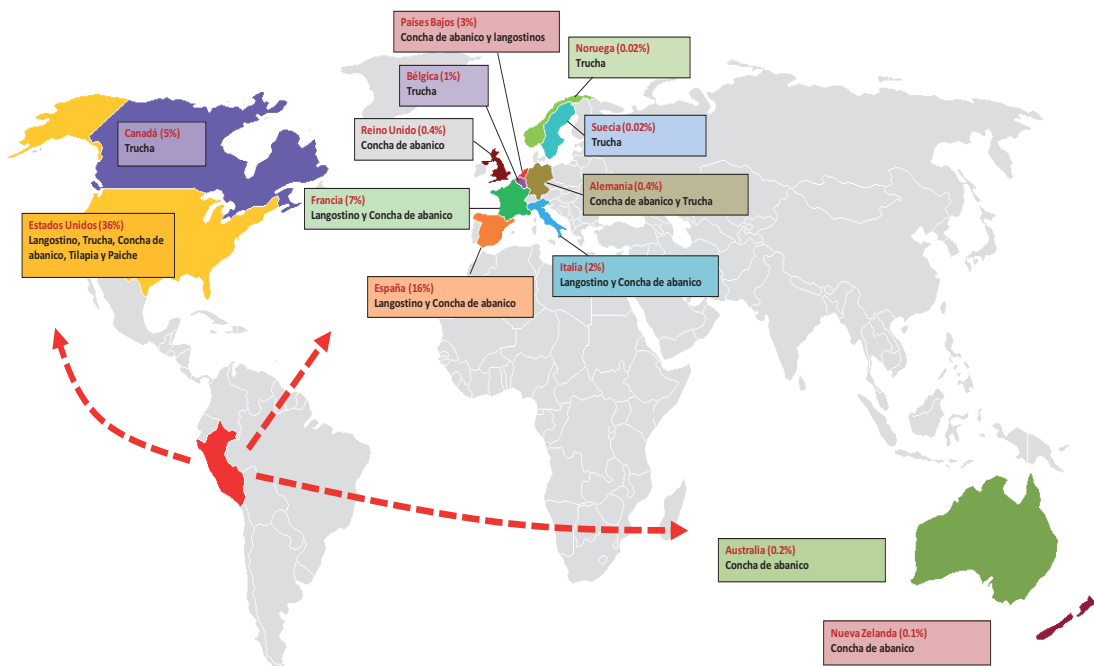 Países Bajos (3%)
Concha de abanico y langostinos
Noruega (0.02%)
Trucha
Bélgica (1%)
Trucha
Canadá (5%)
Trucha
Reino Unido (0.4%)
Concha de abanico
Suecia (0.02%)
Trucha
Francia (7%)
Langostino y Concha de abanico
Alemania (0.4%)
Concha de abanico y Trucha
Estados Unidos (36%)
Langostino, Trucha, Concha de
abanico, Tilapia y Paiche
España (16%)
Langostino y Concha de abanico
Italia (2%)
Langostino y Concha de abanico
Australia (0.2%)
Concha de abanico
Nueva Zelanda (0.1%)
Concha de abanico